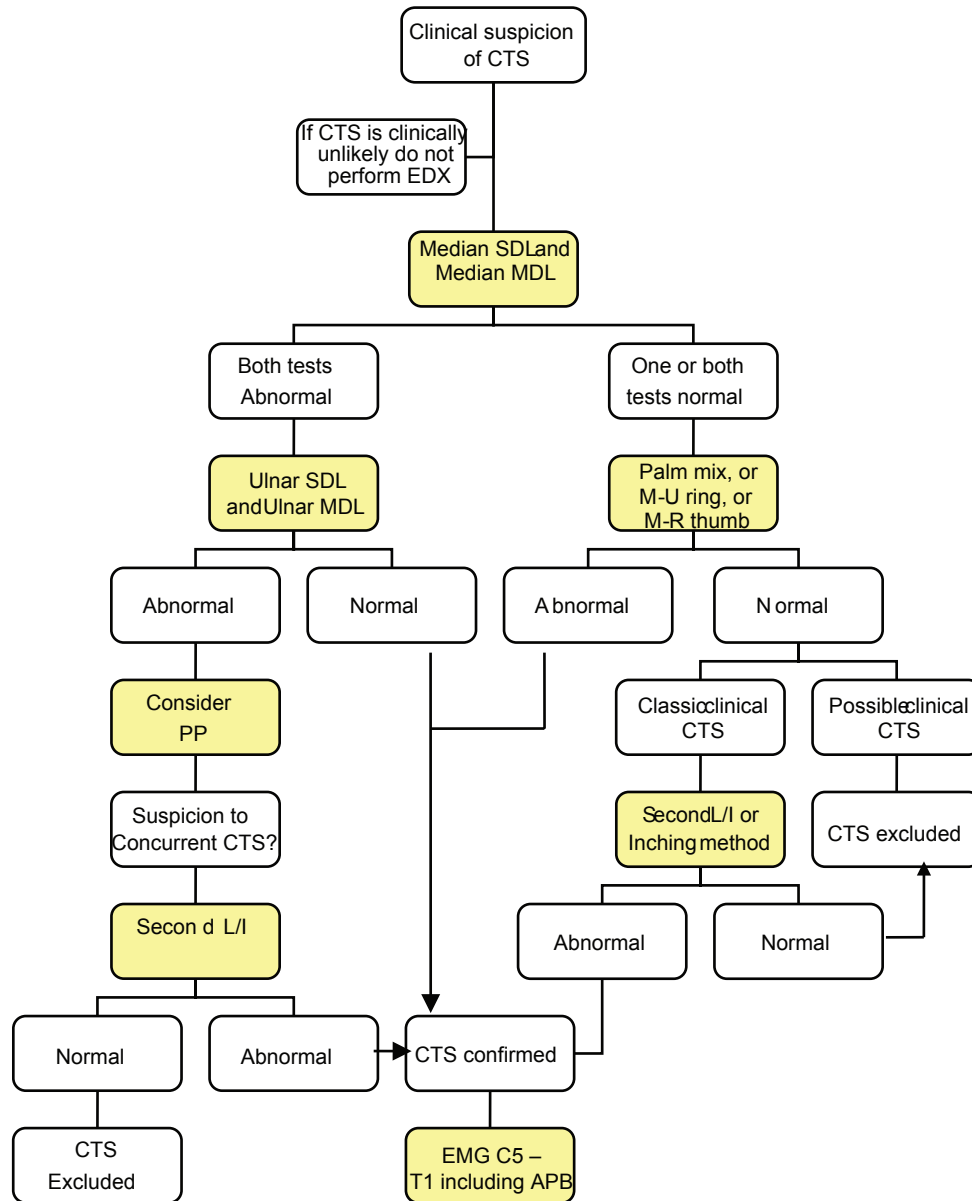 Clinical suspicion
of CTS
If CTS is clinically
unlikely do not
perform EDX
Median SDLand
Median MDL
Both tests
Abnormal
One or both
tests normal
Ulnar SDL
andUlnar MDL
Palm mix, or
M-U ring, or
M-R thumb
Abnormal
Normal
A bnormal
N ormal
Consider
PP
Classicclinical
CTS
Possibleclinical
CTS
Suspicion to
Concurrent CTS?
SecondL/I or
Inching method
CTS excluded
Secon d L/I
Abnormal
Normal
Normal
Abnormal
CTS confirmed
CTS
Excluded
EMG C5 –
T1 including APB